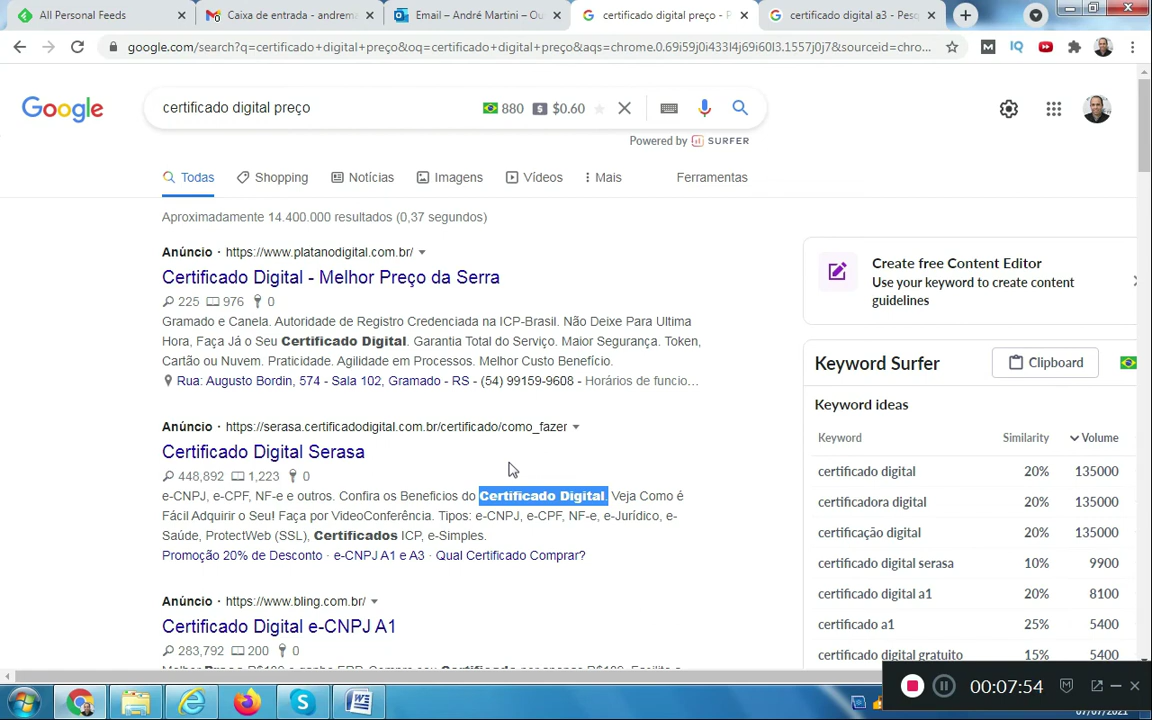 All Personal Feeds
Caixa de entrada - andrema
Email – André Martini – Ou
certificado digital preço - P
certificado digital a3 - Pesq
google.com/search?q=certificado+digital+preço&oq=certificado+digital+preço&aqs=chrome.0.69i59j0i433l4j69i60l3.1557j0j7&sourceid=chro...
Google
certificado digital preço
880
$0.60
Powered by SURFER
Todas
Shopping
Notícias
Imagens
Vídeos
Mais
Ferramentas
Aproximadamente 14.400.000 resultados (0,37 segundos)
Anúncio · https://www.platanodigital.com.br/
Certificado Digital - Melhor Preço da Serra
225 976 0
Gramado e Canela. Autoridade de Registro Credenciada na ICP-Brasil. Não Deixe Para Ultima
Hora, Faça Já o Seu Certificado Digital. Garantia Total do Serviço. Maior Segurança. Token,
Cartão ou Nuvem. Praticidade. Agilidade em Processos. Melhor Custo Benefício.
Rua: Augusto Bordin, 574 - Sala 102, Gramado - RS - (54) 99159-9608 - Horários de funcio...
Anúncio · https://serasa.certificadodigital.com.br/certificado/como_fazer
Certificado Digital Serasa
448,892 1,223 0
e-CNPJ, e-CPF, NF-e e outros. Confira os Beneficios do Certificado Digital. Veja Como é
Fácil Adquirir o Seu! Faça por VideoConferência. Tipos: e-CNPJ, e-CPF, NF-e, e-Jurídico, e-
Saúde, ProtectWeb (SSL), Certificados ICP, e-Simples.
Promoção 20% de Desconto · e-CNPJ A1 e A3 · Qual Certificado Comprar?
Anúncio · https://www.bling.com.br/
Certificado Digital e-CNPJ A1
283,792 200 0
Create free Content Editor
Use your keyword to create content
guidelines
Keyword Surfer
Clipboard
Keyword ideas
Keyword Similarity Volume
certificado digital 20% 135000
certificadora digital 20% 135000
certificação digital 20% 135000
certificado digital serasa 10% 9900
certificado digital a1 20% 8100
certificado a1 25% 5400
certificado digital gratuito 15% 5400
00:07:54